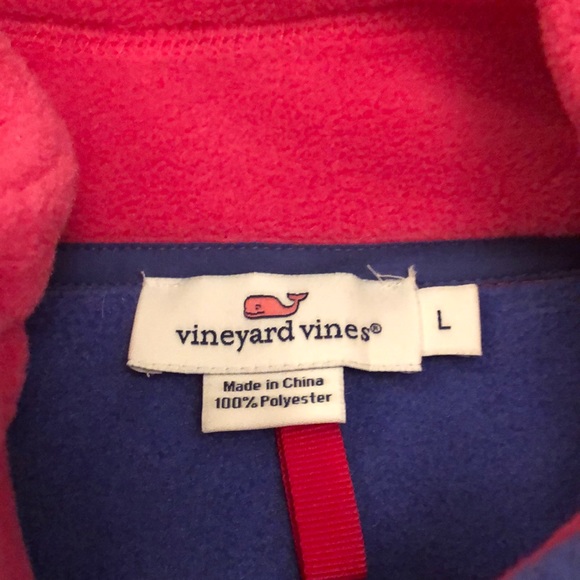 vineyard vines®
L
Made in China
100% Polyester